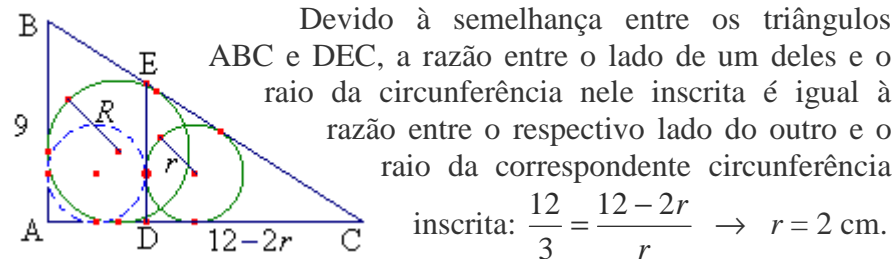 B
E
R
9
r
A
D
12−2r
C
Devido à semelhança entre os triângulos
ABC e DEC, a razão entre o lado de um deles e o
raio da circunferência nele inscrita é igual à
razão entre o respectivo lado do outro e o
raio da correspondente circunferência
inscrita: 12/3 = 12 − 2r/r → r = 2 cm.